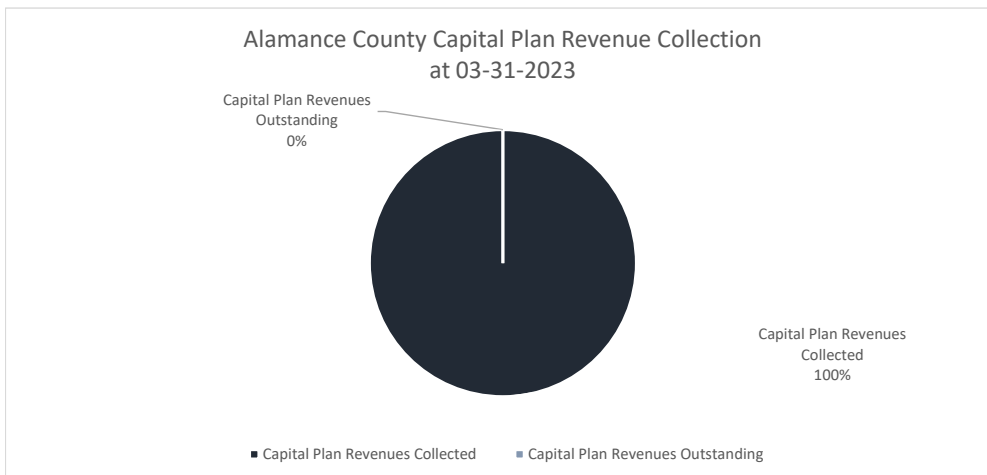 Alamance County Capital Plan Revenue Collection
at 03-31-2023
Capital Plan Revenues
Outstanding
0%
Capital Plan Revenues
Collected
100%
Capital Plan Revenues Collected
Capital Plan Revenues Outstanding